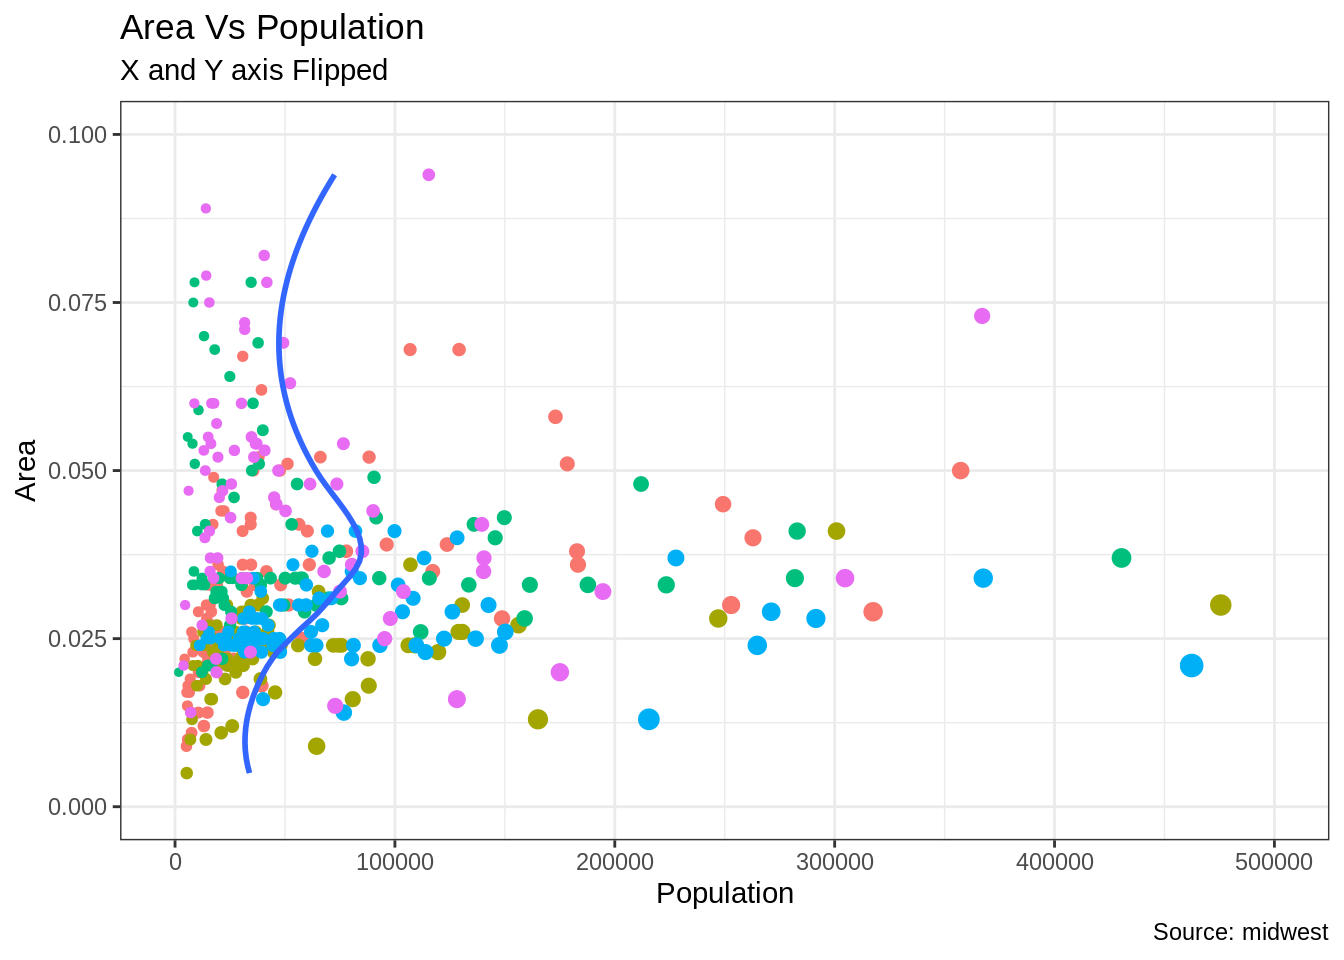 Area Vs Population
X and Y axis Flipped
0.100
0.075
0.050
0.025
0.000
Area
0 100000 200000 300000 400000 500000
Population
Source: midwest